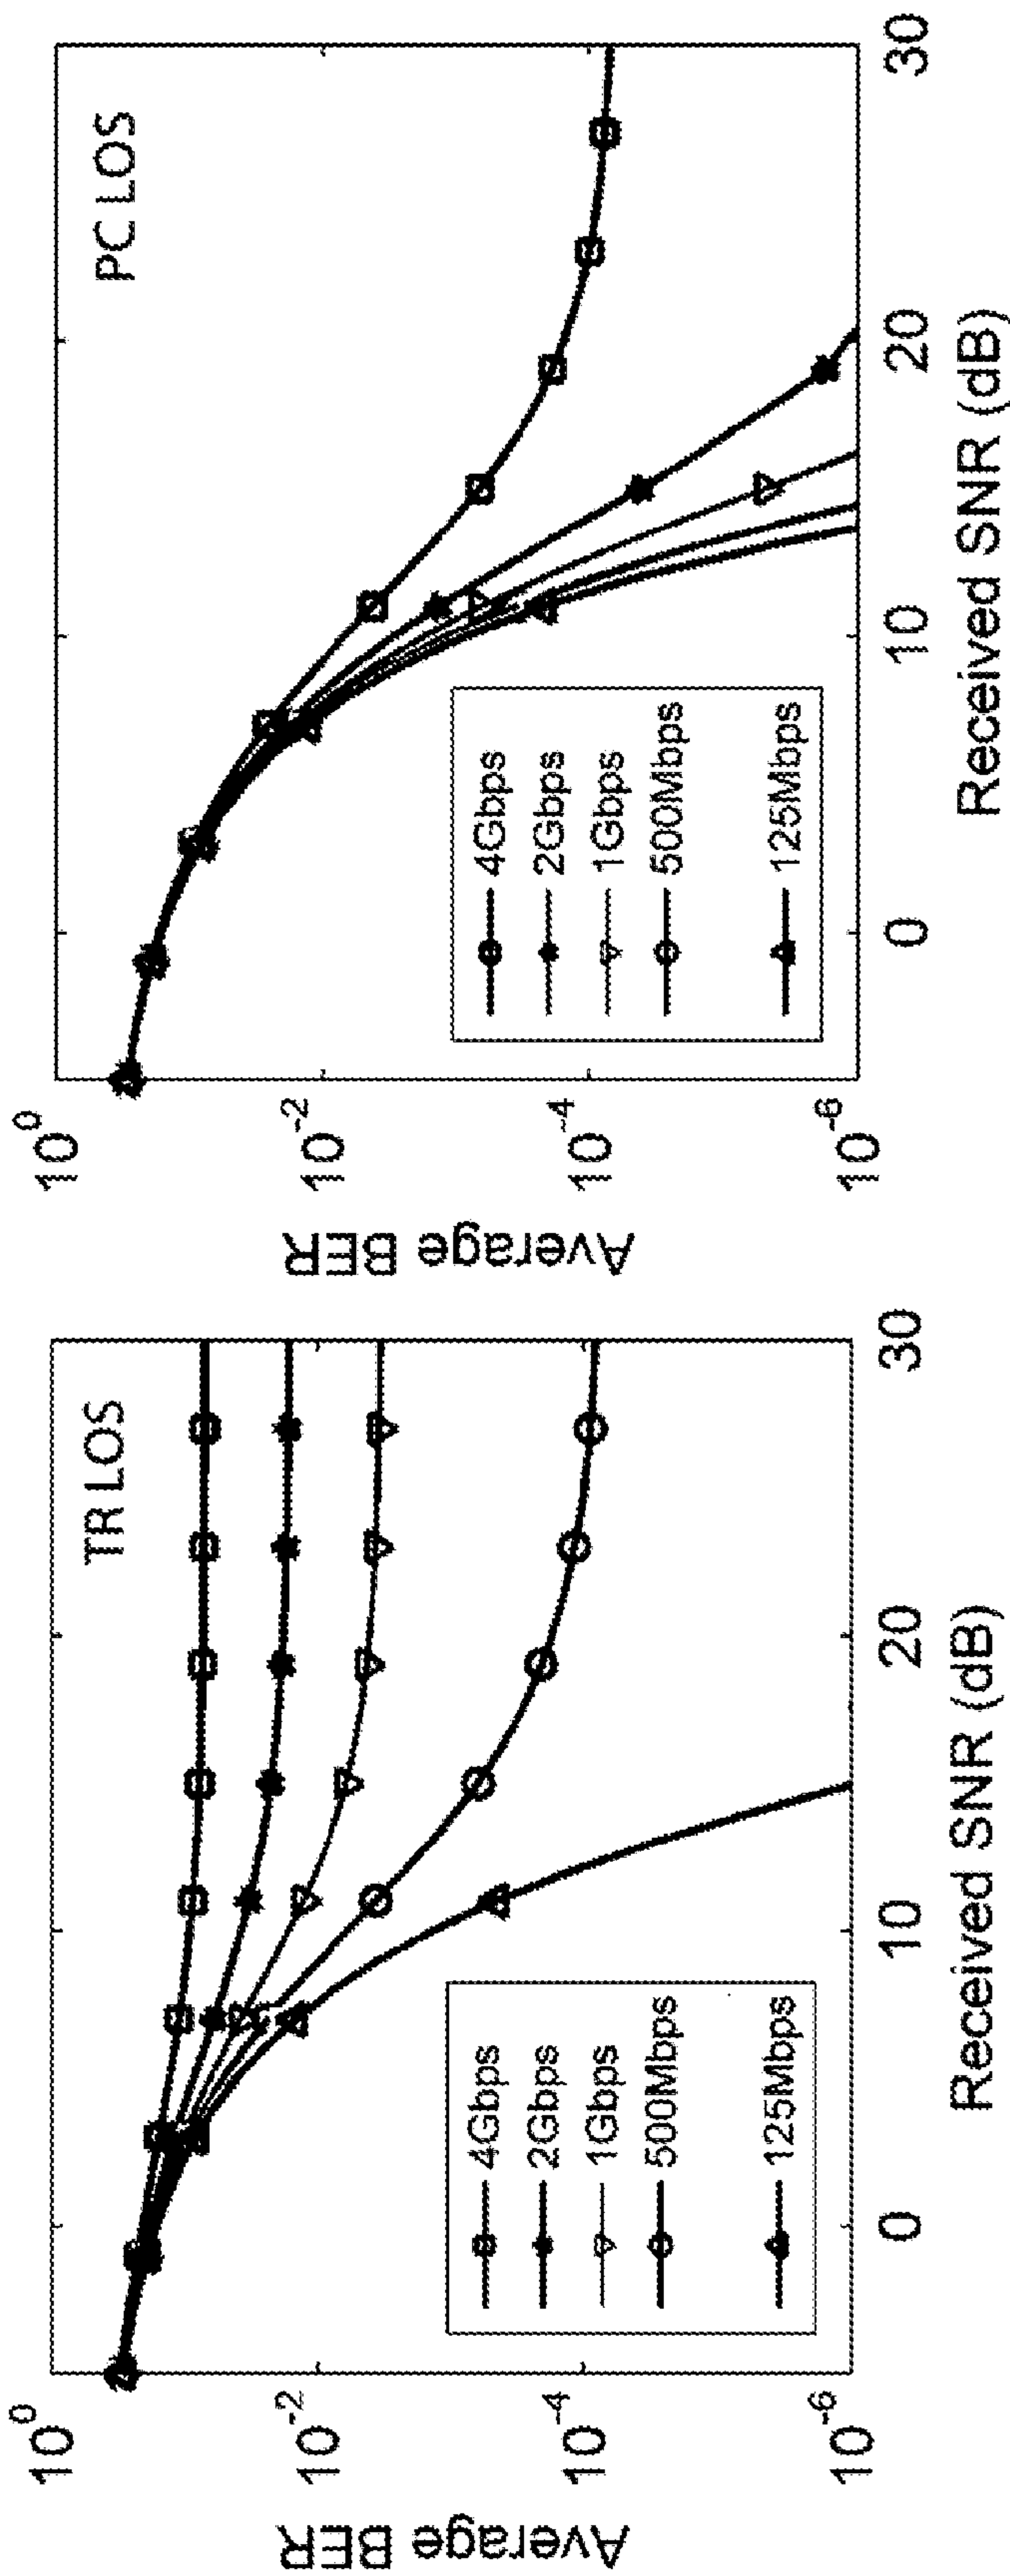 TR LOS
Average BER
10^0
10^-2
10^-4
10^-6
4Gbps
2Gbps
1Gbps
500Mbps
125Mbps
0
10
20
30
Received SNR (dB)
PC LOS
Average BER
10^0
10^-2
10^-4
10^-6
4Gbps
2Gbps
1Gbps
500Mbps
125Mbps
0
10
20
30
Received SNR (dB)